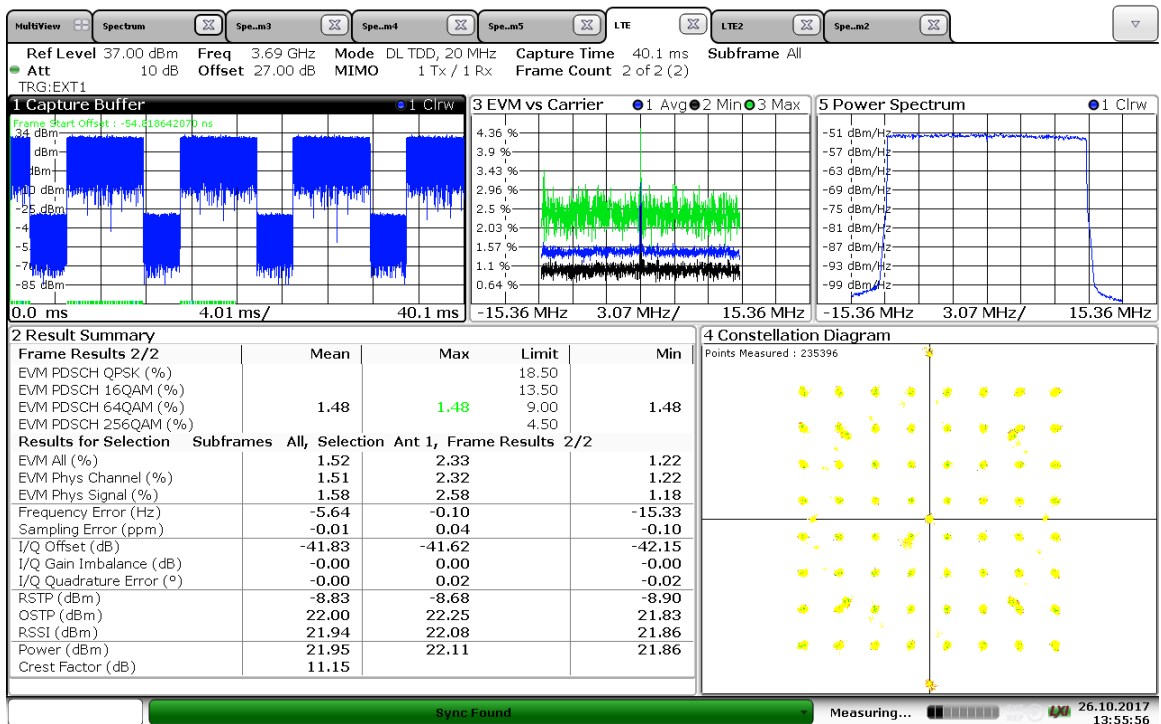 MultiView Spectrum Spe..m3 Spe..m4 Spe..m5 LTE LTE2 Spe..m2
Ref Level 37.00 dBm Freq 3.69 GHz Mode DL TDD, 20 MHz Capture Time 40.1 ms Subframe All
Att 10 dB Offset 27.00 dB MIMO 1 Tx / 1 Rx Frame Count 2 of 2 (2)
TRG:EXT1
1 Capture Buffer 1 Clrw
Frame Start Offset : -54.818642070 ns
34 dBm
dBm
dBm
dBm
-25 dBm
-85 dBm
0.0 ms 4.01 ms/ 40.1 ms
3 EVM vs Carrier 1 Avg 2 Min 3 Max
4.36 %
3.9 %
3.43 %
2.96 %
2.5 %
2.03 %
1.57 %
1.1 %
0.64 %
-15.36 MHz 3.07 MHz/ 15.36 MHz
5 Power Spectrum 1 Clrw
-51 dBm/Hz
-57 dBm/Hz
-63 dBm/Hz
-69 dBm/Hz
-75 dBm/Hz
-81 dBm/Hz
-87 dBm/Hz
-93 dBm/Hz
-99 dBm/Hz
-15.36 MHz 3.07 MHz/ 15.36 MHz
2 Result Summary
Frame Results 2/2 Mean Max Limit Min
EVM PDSCH QPSK (%) 18.50
EVM PDSCH 16QAM (%) 13.50
EVM PDSCH 64QAM (%) 1.48 1.48 9.00 1.48
EVM PDSCH 256QAM (%) 4.50
Results for Selection Subframes All, Selection Ant 1, Frame Results 2/2
EVM All (%) 1.52 2.33 1.22
EVM Phys Channel (%) 1.51 2.32 1.22
EVM Phys Signal (%) 1.58 2.58 1.18
Frequency Error (Hz) -5.64 -0.10 -15.33
Sampling Error (ppm) -0.01 0.04 -0.10
I/Q Offset (dB) -41.83 -41.62 -42.15
I/Q Gain Imbalance (dB) -0.00 0.00 -0.00
I/Q Quadrature Error (°) -0.00 0.02 -0.02
RSTP (dBm) -8.83 -8.68 -8.90
OSTP (dBm) 22.00 22.25 21.83
RSSI (dBm) 21.94 22.08 21.86
Power (dBm) 21.95 22.11 21.86
Crest Factor (dB) 11.15
4 Constellation Diagram
Points Measured : 235396
Sync Found
Measuring...
LXI
26.10.2017
13:55:56